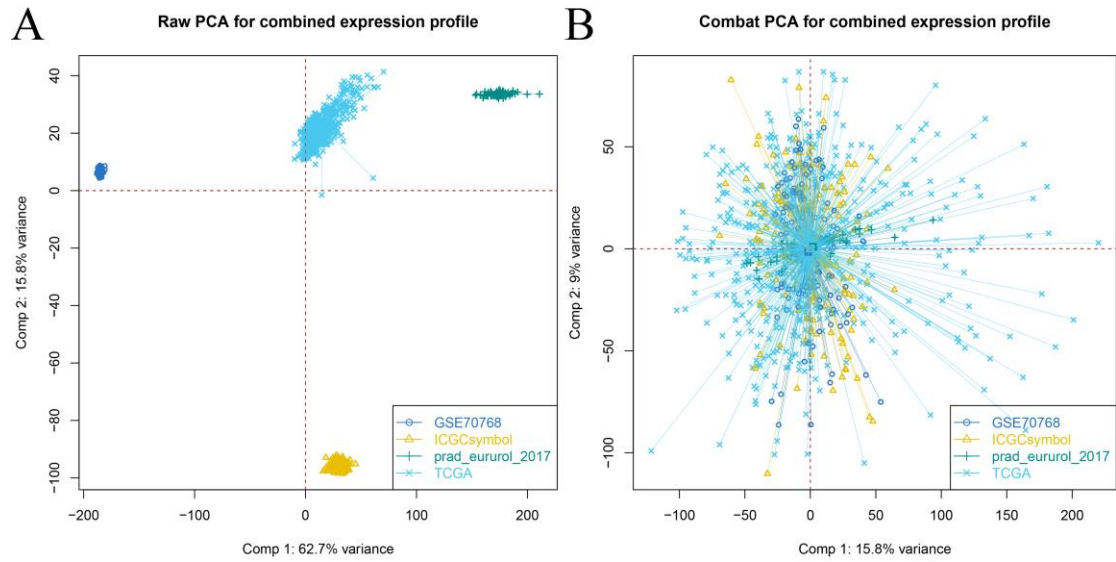 A
Raw PCA for combined expression profile
Comp 2: 15.8% variance
40
20
0
−20
−40
−60
−80
−100
−200
−100
0
100
200
Comp 1: 62.7% variance
GSE70768
ICGCsymbol
prad_eururol_2017
TCGA
B
Combat PCA for combined expression profile
Comp 2: 9% variance
50
0
−50
−100
−100
−50
0
50
100
150
200
Comp 1: 15.8% variance
GSE70768
ICGCsymbol
prad_eururol_2017
TCGA